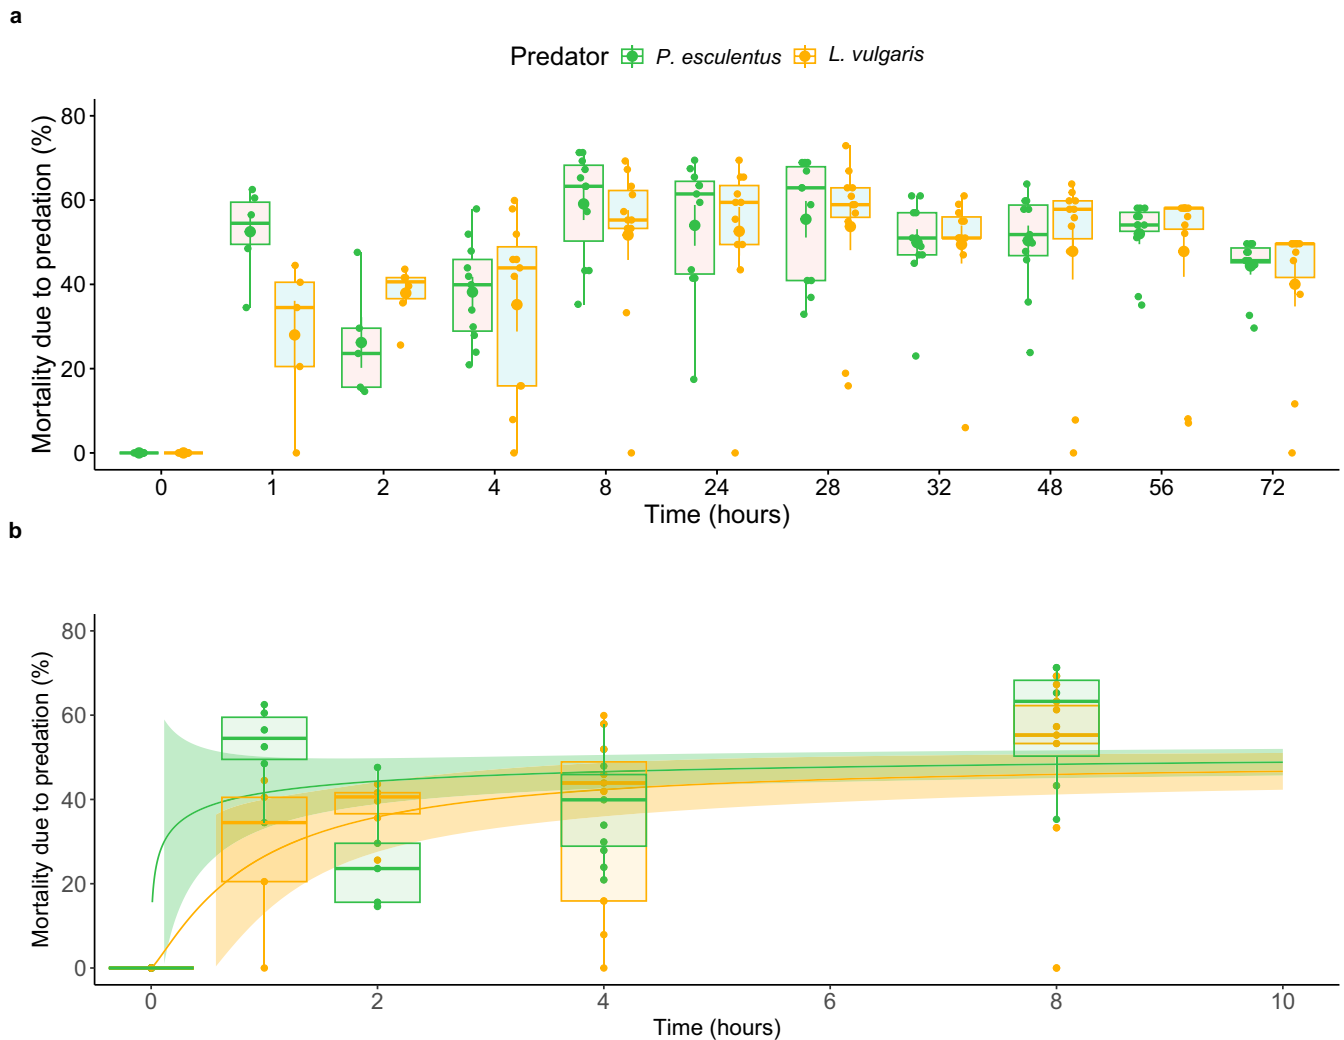 a
Predator P. esculentus L. vulgaris
Mortality due to predation (%)
80
60
40
20
0
0 1 2 4 8 24 28 32 48 56 72
Time (hours)
b
Mortality due to predation (%)
80
60
40
20
0
0 2 4 6 8 10
Time (hours)